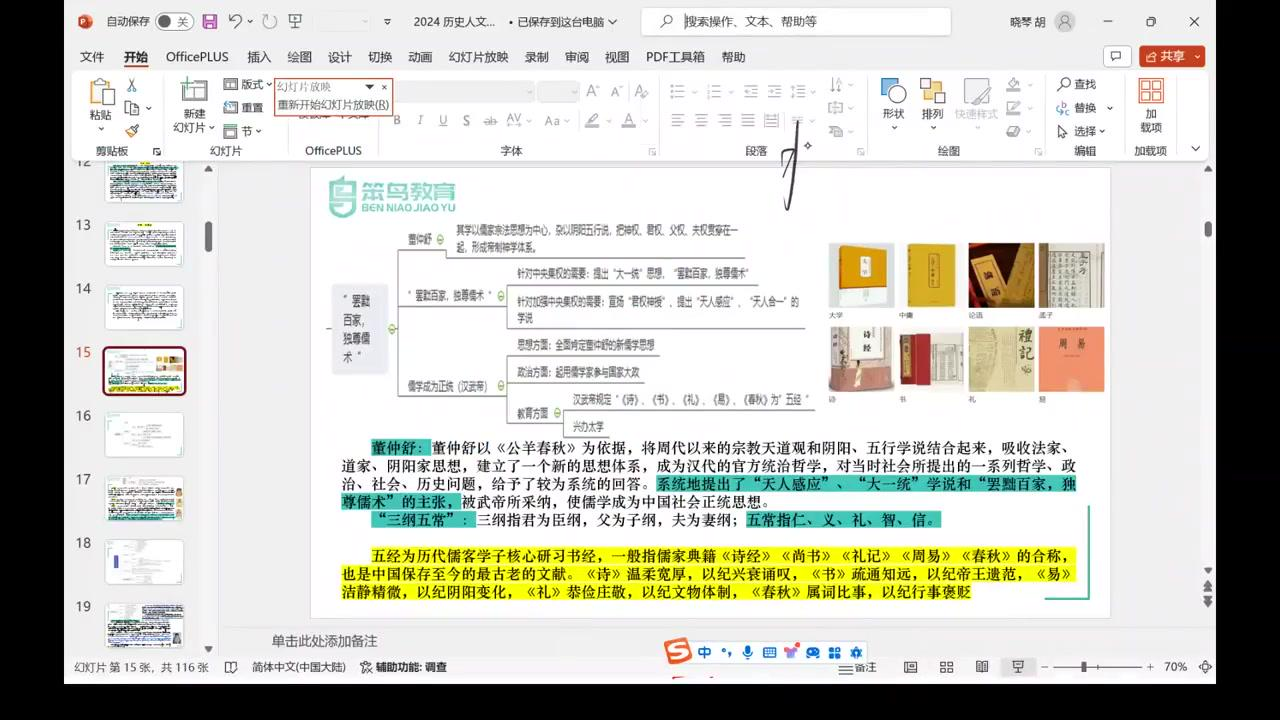 自动保存 关 2024 历史人文... • 已保存到这台电脑 搜索操作、文本、帮助等 晓琴 胡
文件 开始 OfficePLUS 插入 绘图 设计 切换 动画 幻灯片放映 录制 审阅 视图 PDF工具箱 帮助 共享
粘贴 新建 幻灯片 版式 重置 节
幻灯片放映
重新开始幻灯片放映(R)
形状 排列 快速样式 查找 替换 选择 加载项
剪贴板 幻灯片 OfficePLUS 字体 段落 绘图 编辑 加载项
12
13
14
15
16
17
18
19
笨鸟教育
BEN NIAO JIAO YU
“罢黜百家,独尊儒术”
董仲舒
其学以儒家宗法思想为中心,杂以阴阳五行说,把神权、君权、父权、夫权贯穿在一
起,形成帝制神学体系。
“罢黜百家,独尊儒术”
针对中央集权的需要:提出“大一统”思想,“罢黜百家,独尊儒术”
针对加强中央集权的需要:宣扬“君权神授”、提出“天人感应”、“天人合一”的
学说
儒学成为正统(汉武帝)
思想方面:全面肯定董仲舒的新儒学思想
政治方面:起用儒学家参与国家大政
教育方面
汉武帝规定“《诗》、《书》、《礼》、《易》、《春秋》为“五经”
兴办太学
大学 中庸 论语 孟子
诗经 禮記 周易
诗 书 礼 易
董仲舒:董仲舒以《公羊春秋》为依据,将周代以来的宗教天道观和阴阳、五行学说结合起来,吸收法家、
道家、阴阳家思想,建立了一个新的思想体系,成为汉代的官方统治哲学,对当时社会所提出的一系列哲学、政
治、社会、历史问题,给予了较为系统的回答。系统地提出了“天人感应”、“大一统”学说和“罢黜百家,独
尊儒术”的主张,被武帝所采纳,使儒学成为中国社会正统思想。
“三纲五常”:三纲指君为臣纲,父为子纲,夫为妻纲;五常指仁、义、礼、智、信。
五经为历代儒客学子核心研习书经,一般指儒家典籍《诗经》《尚书》《礼记》《周易》《春秋》的合称,
也是中国保存至今的最古老的文献。《诗》温柔宽厚,以纪兴衰诵叹,《书》疏通知远,以纪帝王遗范,《易》
洁静精微,以纪阴阳变化,《礼》恭俭庄敬,以纪文物体制,《春秋》属词比事,以纪行事褒贬
单击此处添加备注
中
幻灯片 第 15 张,共 116 张 简体中文(中国大陆) 辅助功能: 调查 备注 70%